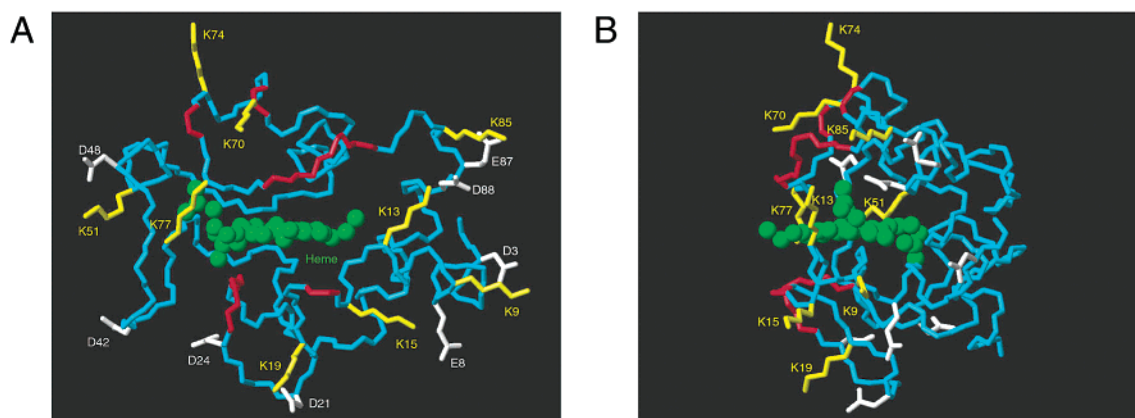 A
K74
K70
K85
D48
E87
D88
K51
K77
K13
Heme
D3
K9
D42
D24
K15
K19
E8
D21
B
K74
K70
K85
K77
K13
K51
K15
K9
K19